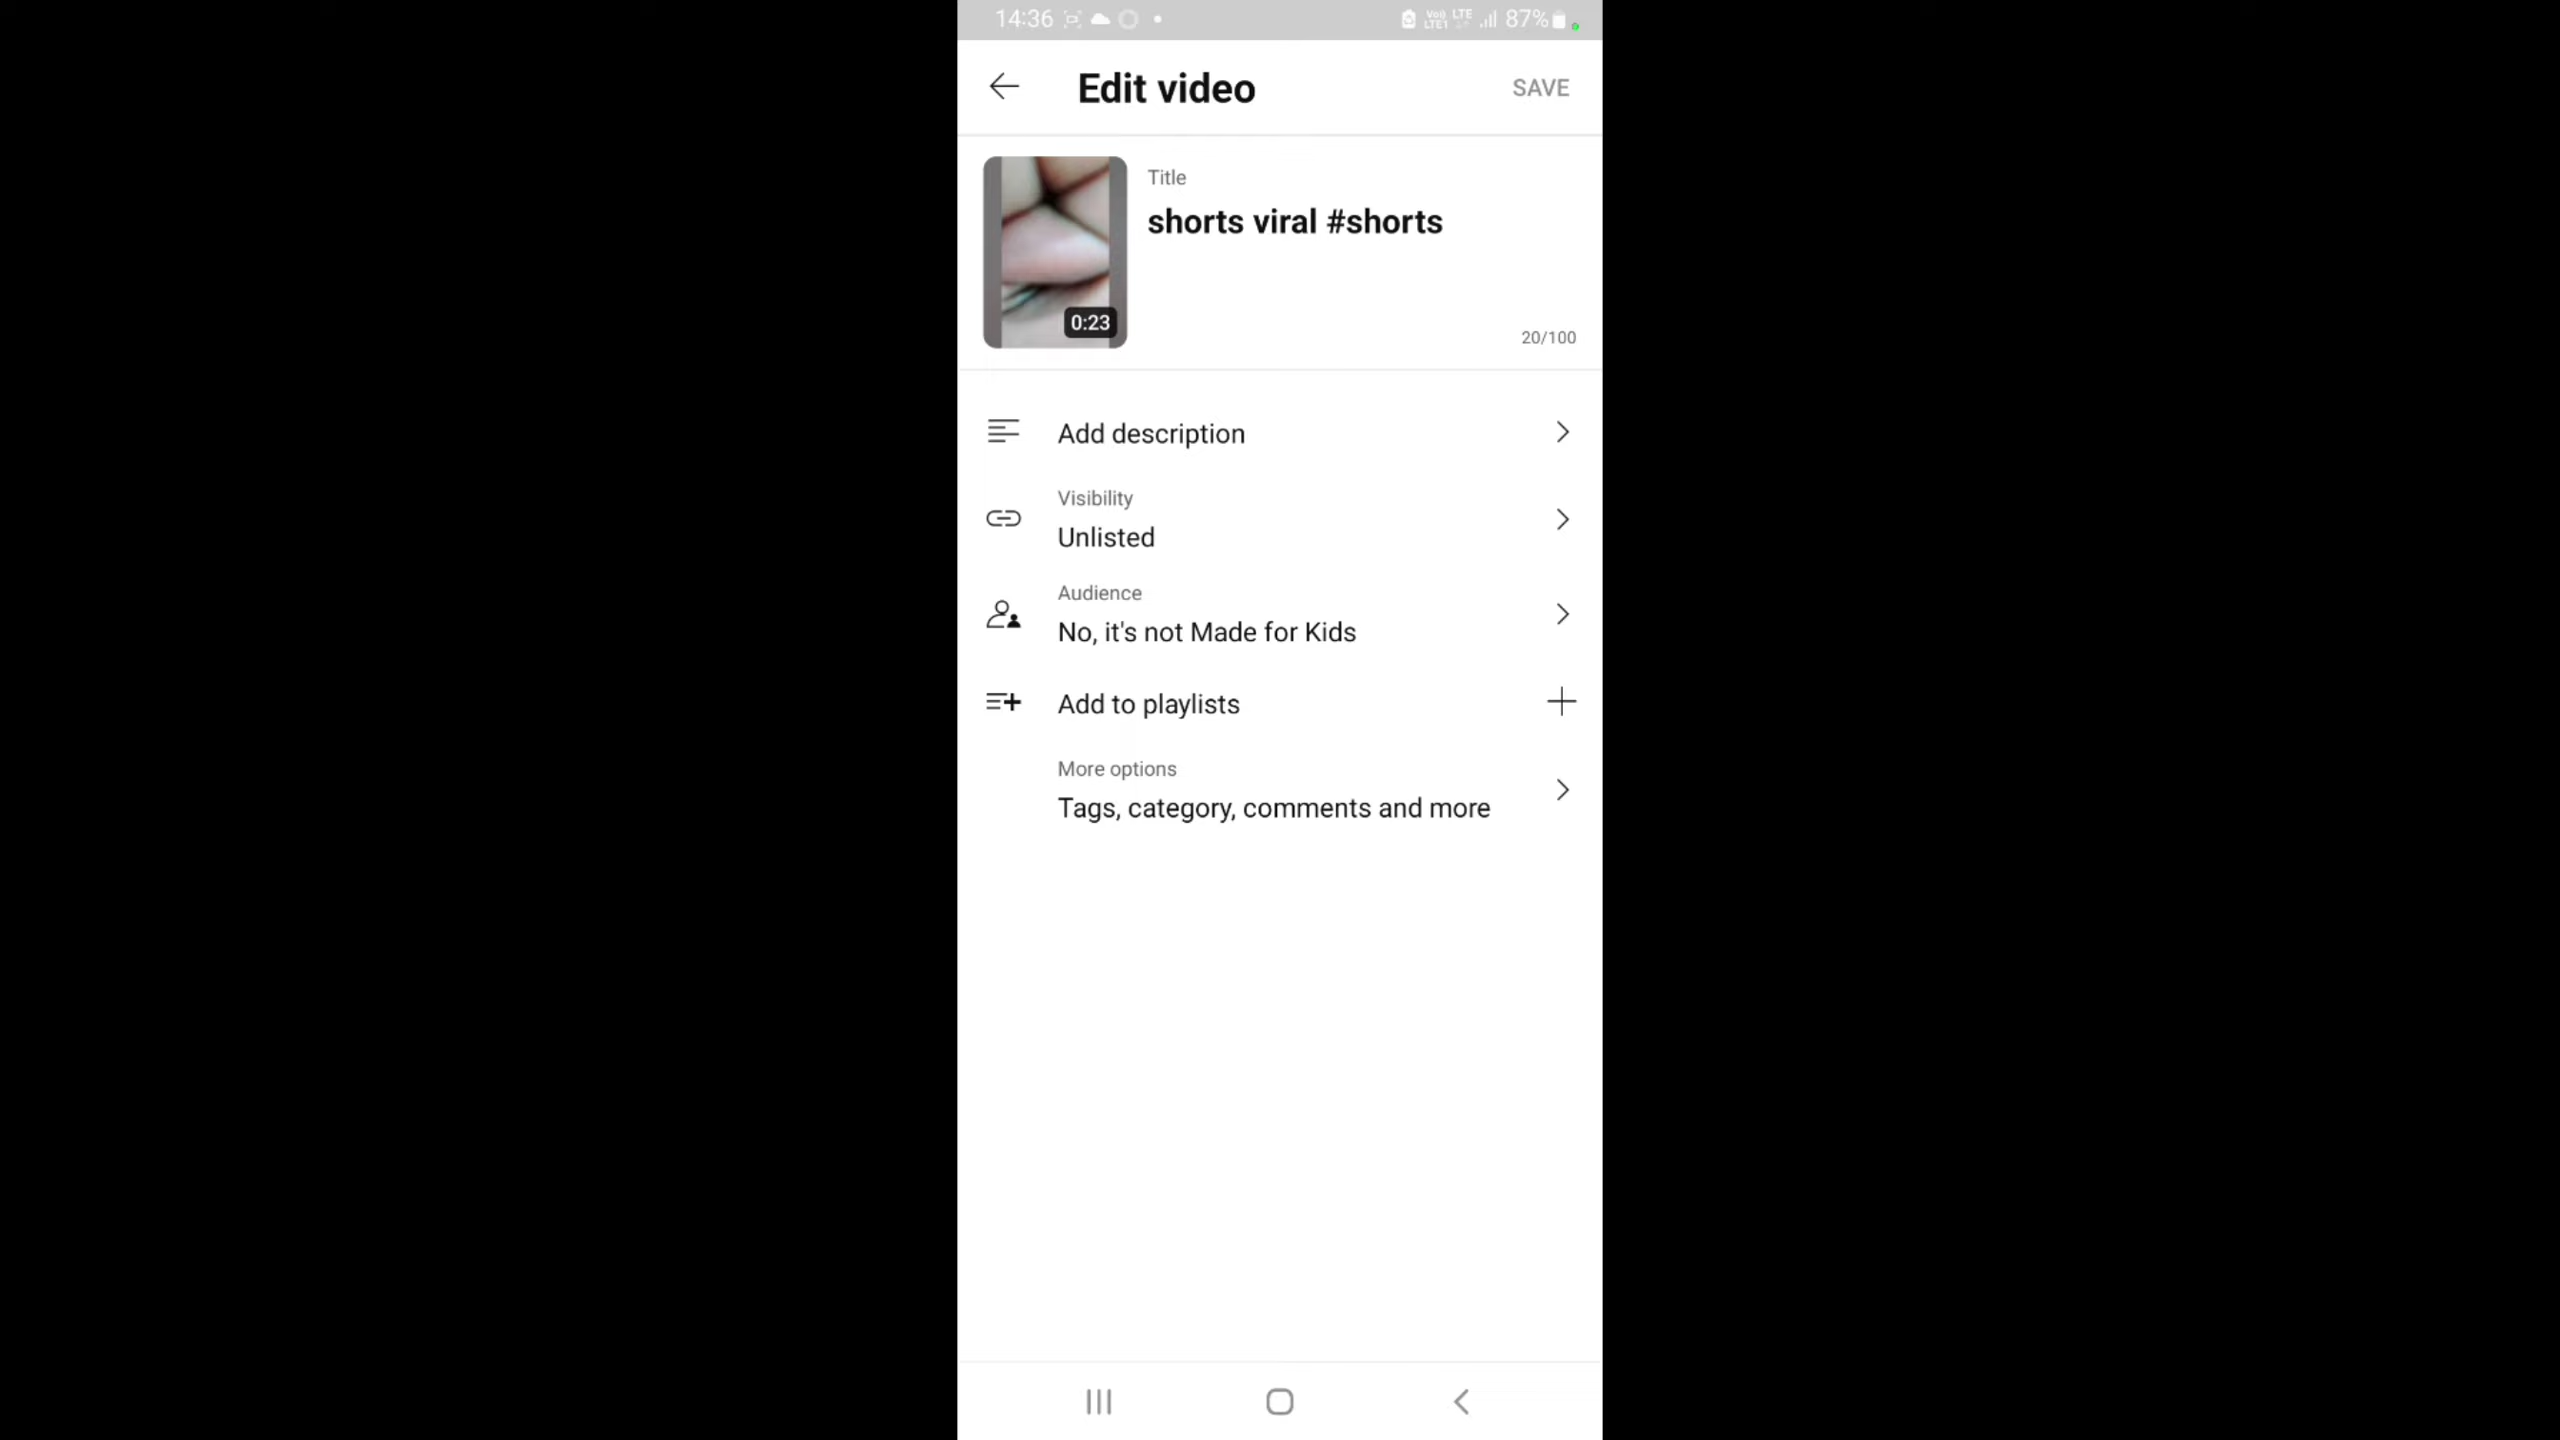 14:36 87%
Edit video
SAVE
Title
shorts viral #shorts
0:23
20/100
Add description
Visibility
Unlisted
Audience
No, it's not Made for Kids
Add to playlists
More options
Tags, category, comments and more